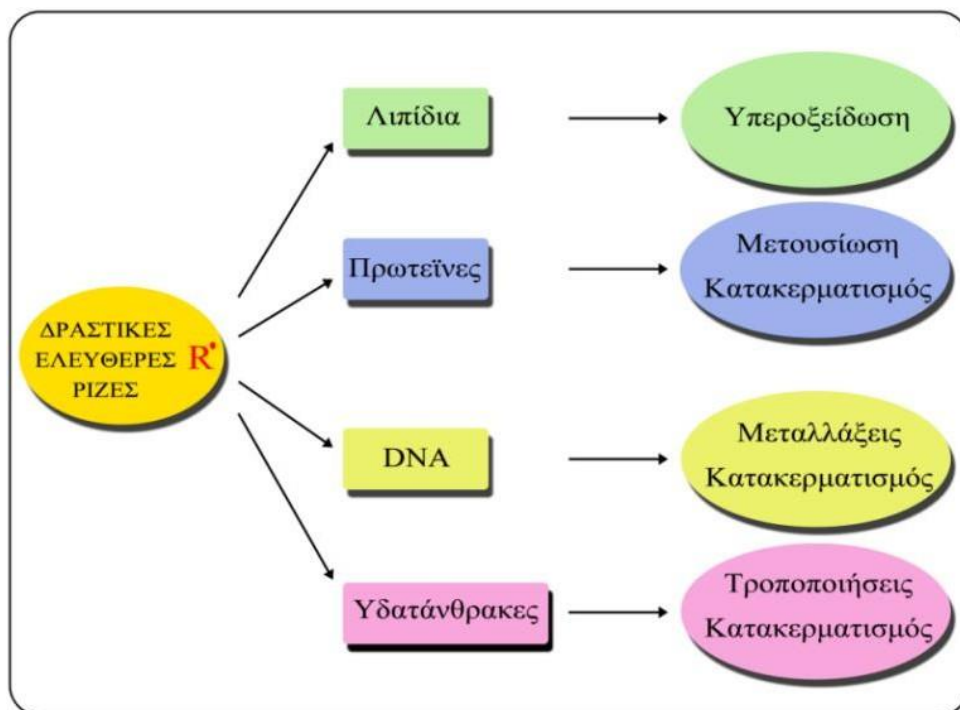 Λιπίδια
Υπεροξείδωση
Πρωτεΐνες
Μετουσίωση
Κατακερματισμός
ΔΡΑΣΤΙΚΕΣ
ΕΛΕΥΘΕΡΕΣ R•
ΡΙΖΕΣ
DNA
Μεταλλάξεις
Κατακερματισμός
Υδατάνθρακες
Τροποποιήσεις
Κατακερματισμός